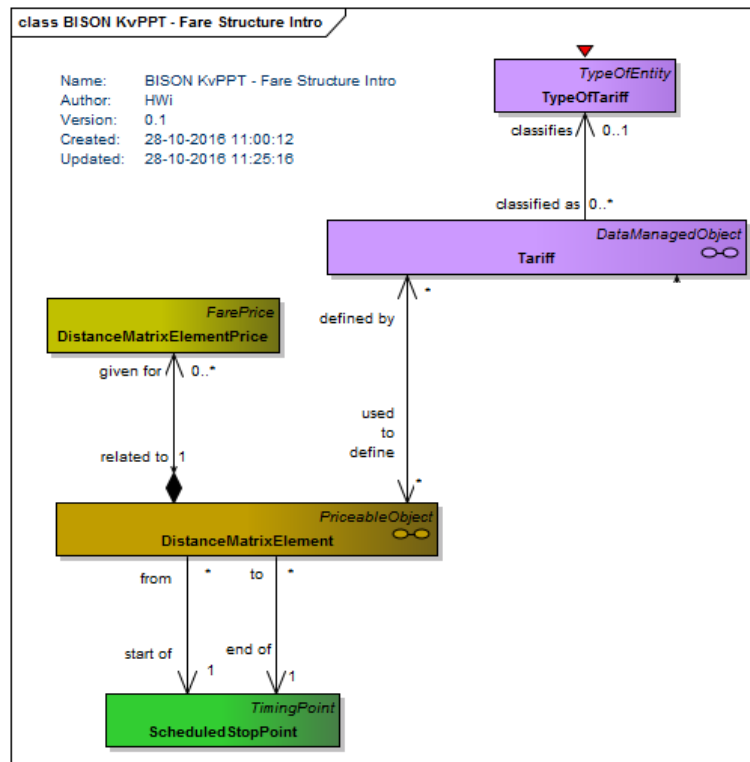 class BISON KvPPT - Fare Structure Intro
Name: BISON KvPPT - Fare Structure Intro
Author: HWi
Version: 0.1
Created: 28-10-2016 11:00:12
Updated: 28-10-2016 11:25:16
TypeOfEntity
TypeOfTariff
classifies 0..1
classified as 0..*
DataManagedObject
Tariff
defined by *
used
to
define
*
FarePrice
DistanceMatrixElementPrice
given for 0..*
related to 1
PriceableObject
DistanceMatrixElement
from * to *
start of 1 end of 1
TimingPoint
ScheduledStopPoint